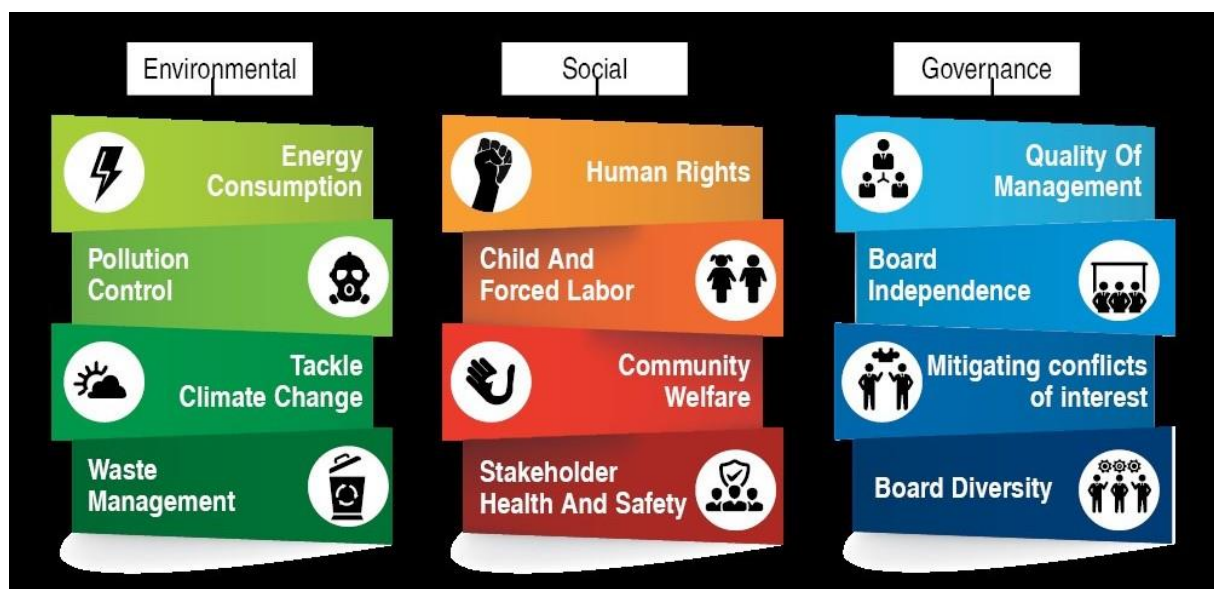 Environmental
Energy
Consumption
Pollution
Control
Tackle
Climate Change
Waste
Management
Social
Human Rights
Child And
Forced Labor
Community
Welfare
Stakeholder
Health And Safety
Governance
Quality Of
Management
Board
Independence
Mitigating conflicts
of interest
Board Diversity